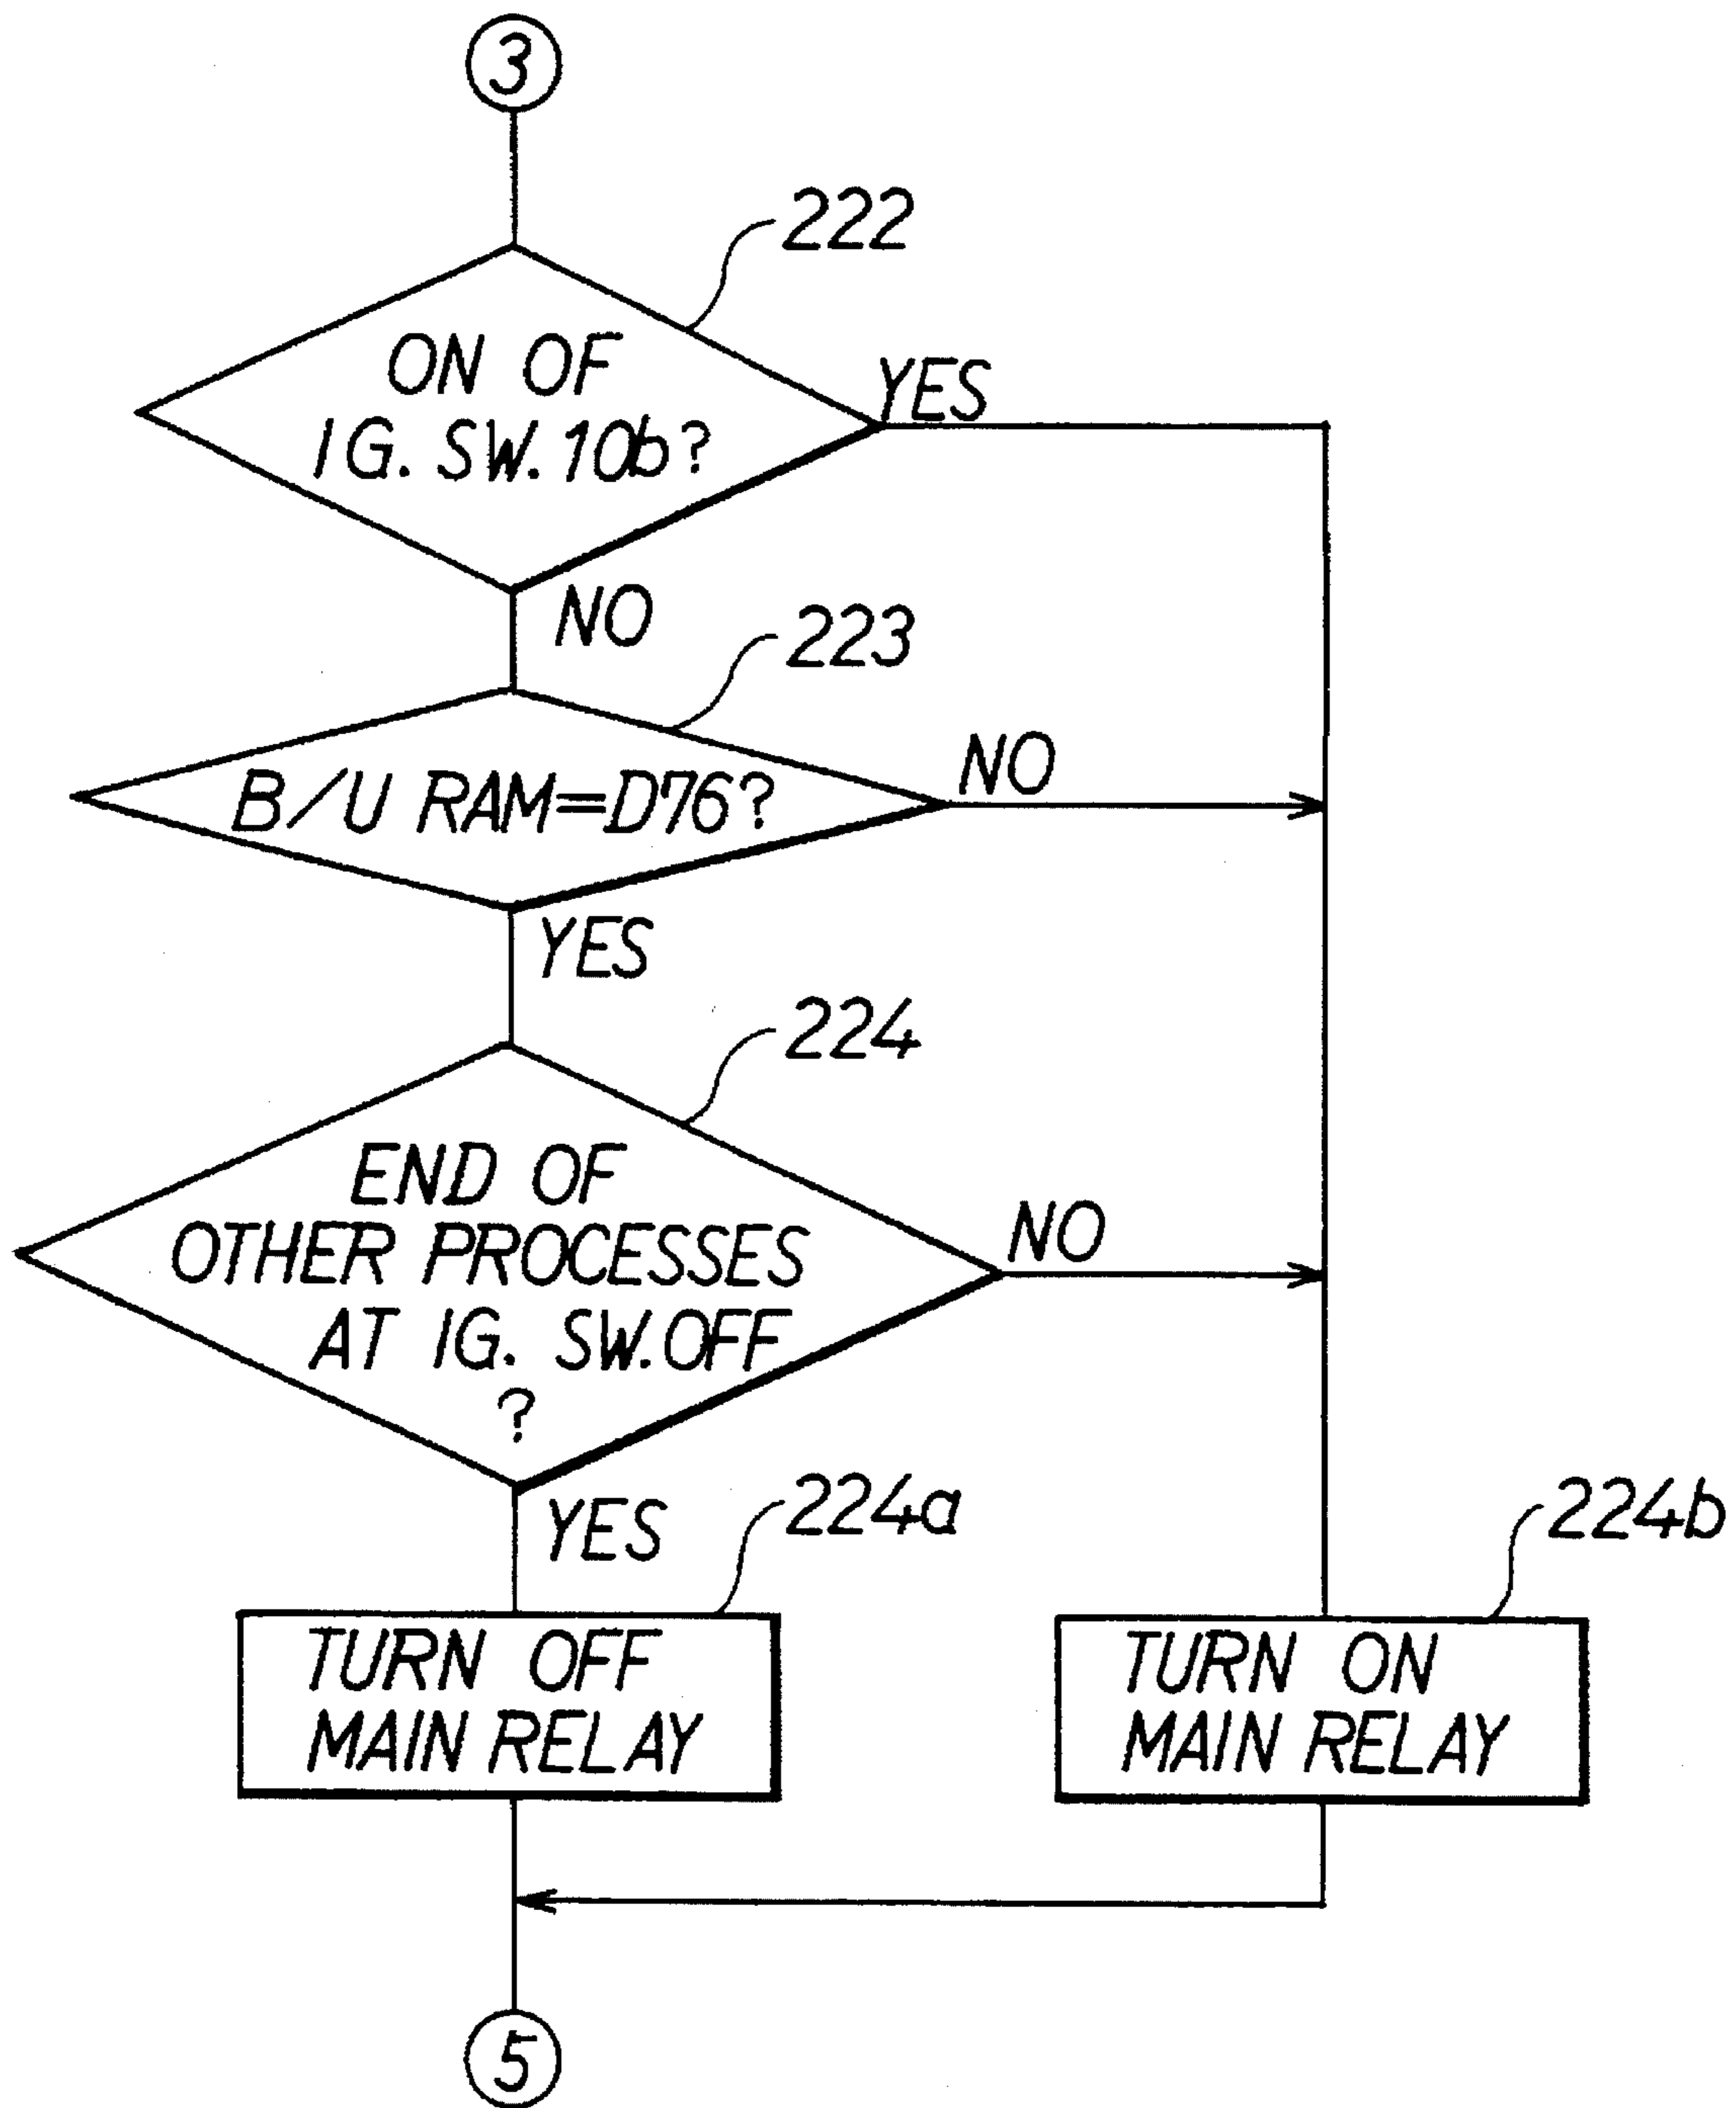 3
222
ON OF
IG. SW. 10b?
YES
NO
223
B/U RAM=D76?
NO
YES
224
END OF
OTHER PROCESSES
AT IG. SW. OFF
?
NO
YES
224a
TURN OFF
MAIN RELAY
224b
TURN ON
MAIN RELAY
5